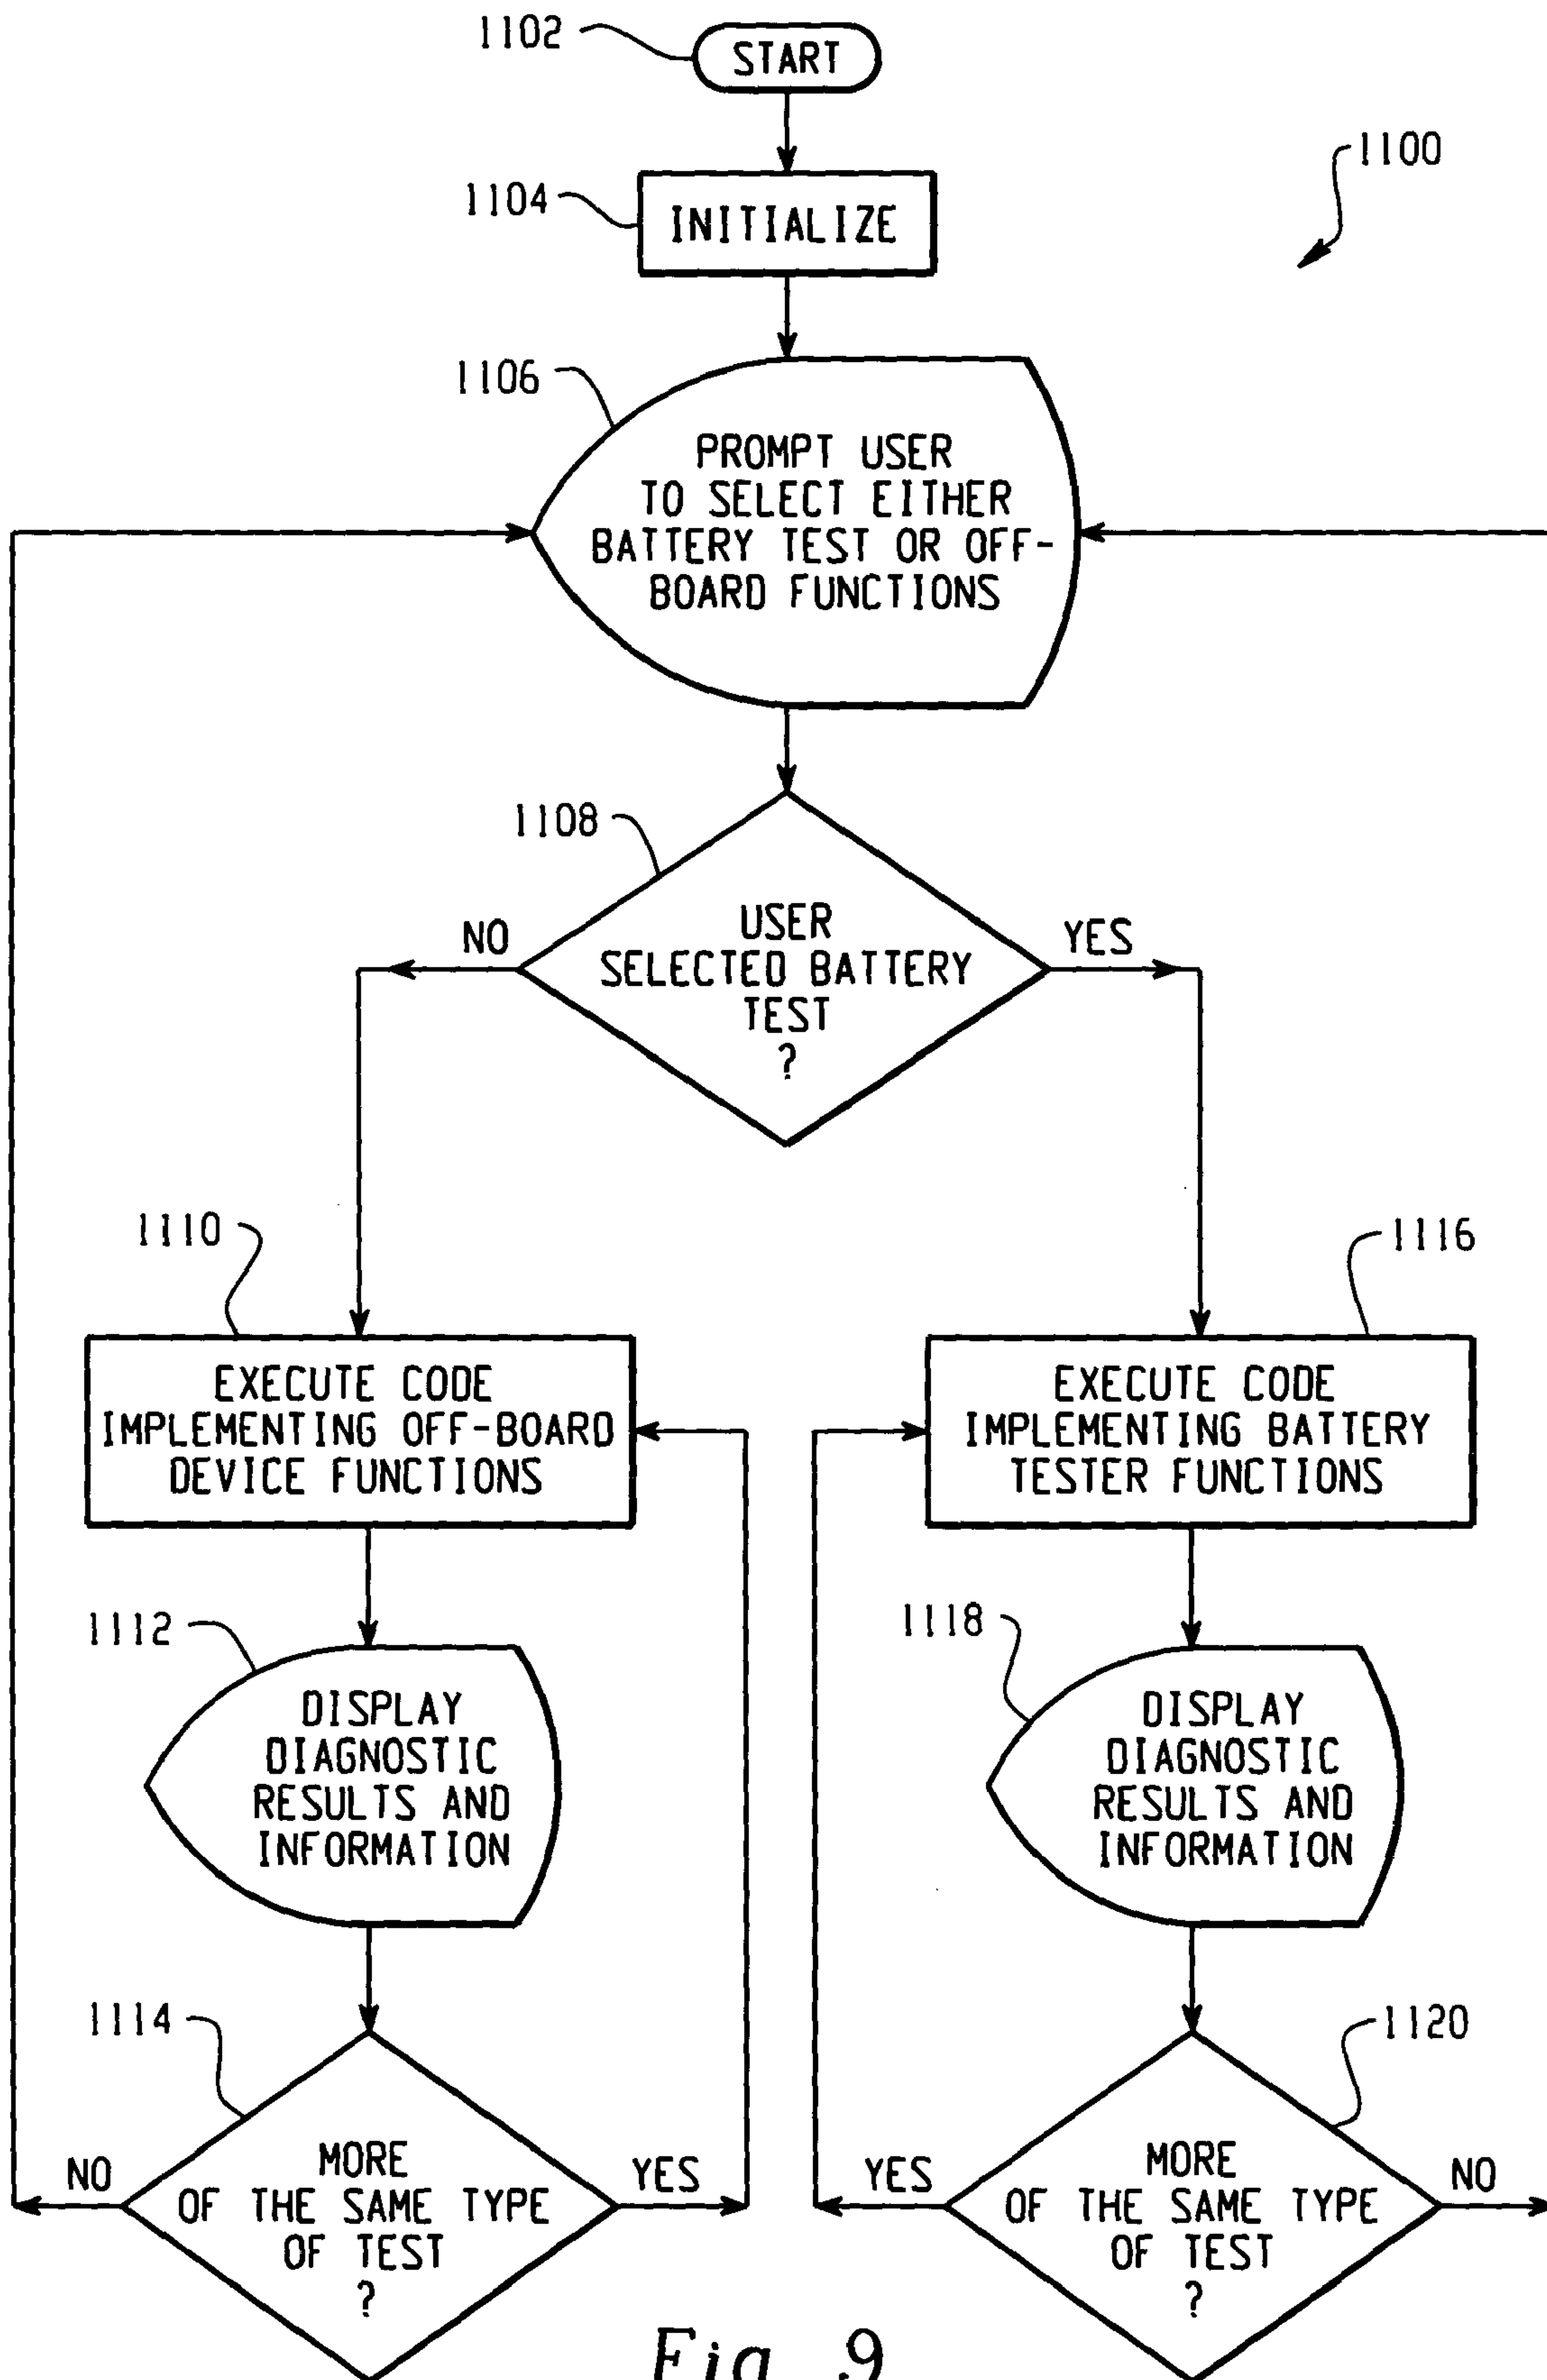 1102
START
1100
1104
INITIALIZE
1106
PROMPT USER
TO SELECT EITHER
BATTERY TEST OR OFF-
BOARD FUNCTIONS
1108
NO
USER
SELECTED BATTERY
TEST
?
YES
1110
EXECUTE CODE
IMPLEMENTING OFF-BOARD
DEVICE FUNCTIONS
1116
EXECUTE CODE
IMPLEMENTING BATTERY
TESTER FUNCTIONS
1112
DISPLAY
DIAGNOSTIC
RESULTS AND
INFORMATION
1118
DISPLAY
DIAGNOSTIC
RESULTS AND
INFORMATION
1114
NO
MORE
OF THE SAME TYPE
OF TEST
?
YES
1120
YES
MORE
OF THE SAME TYPE
OF TEST
?
NO
Fig. 9